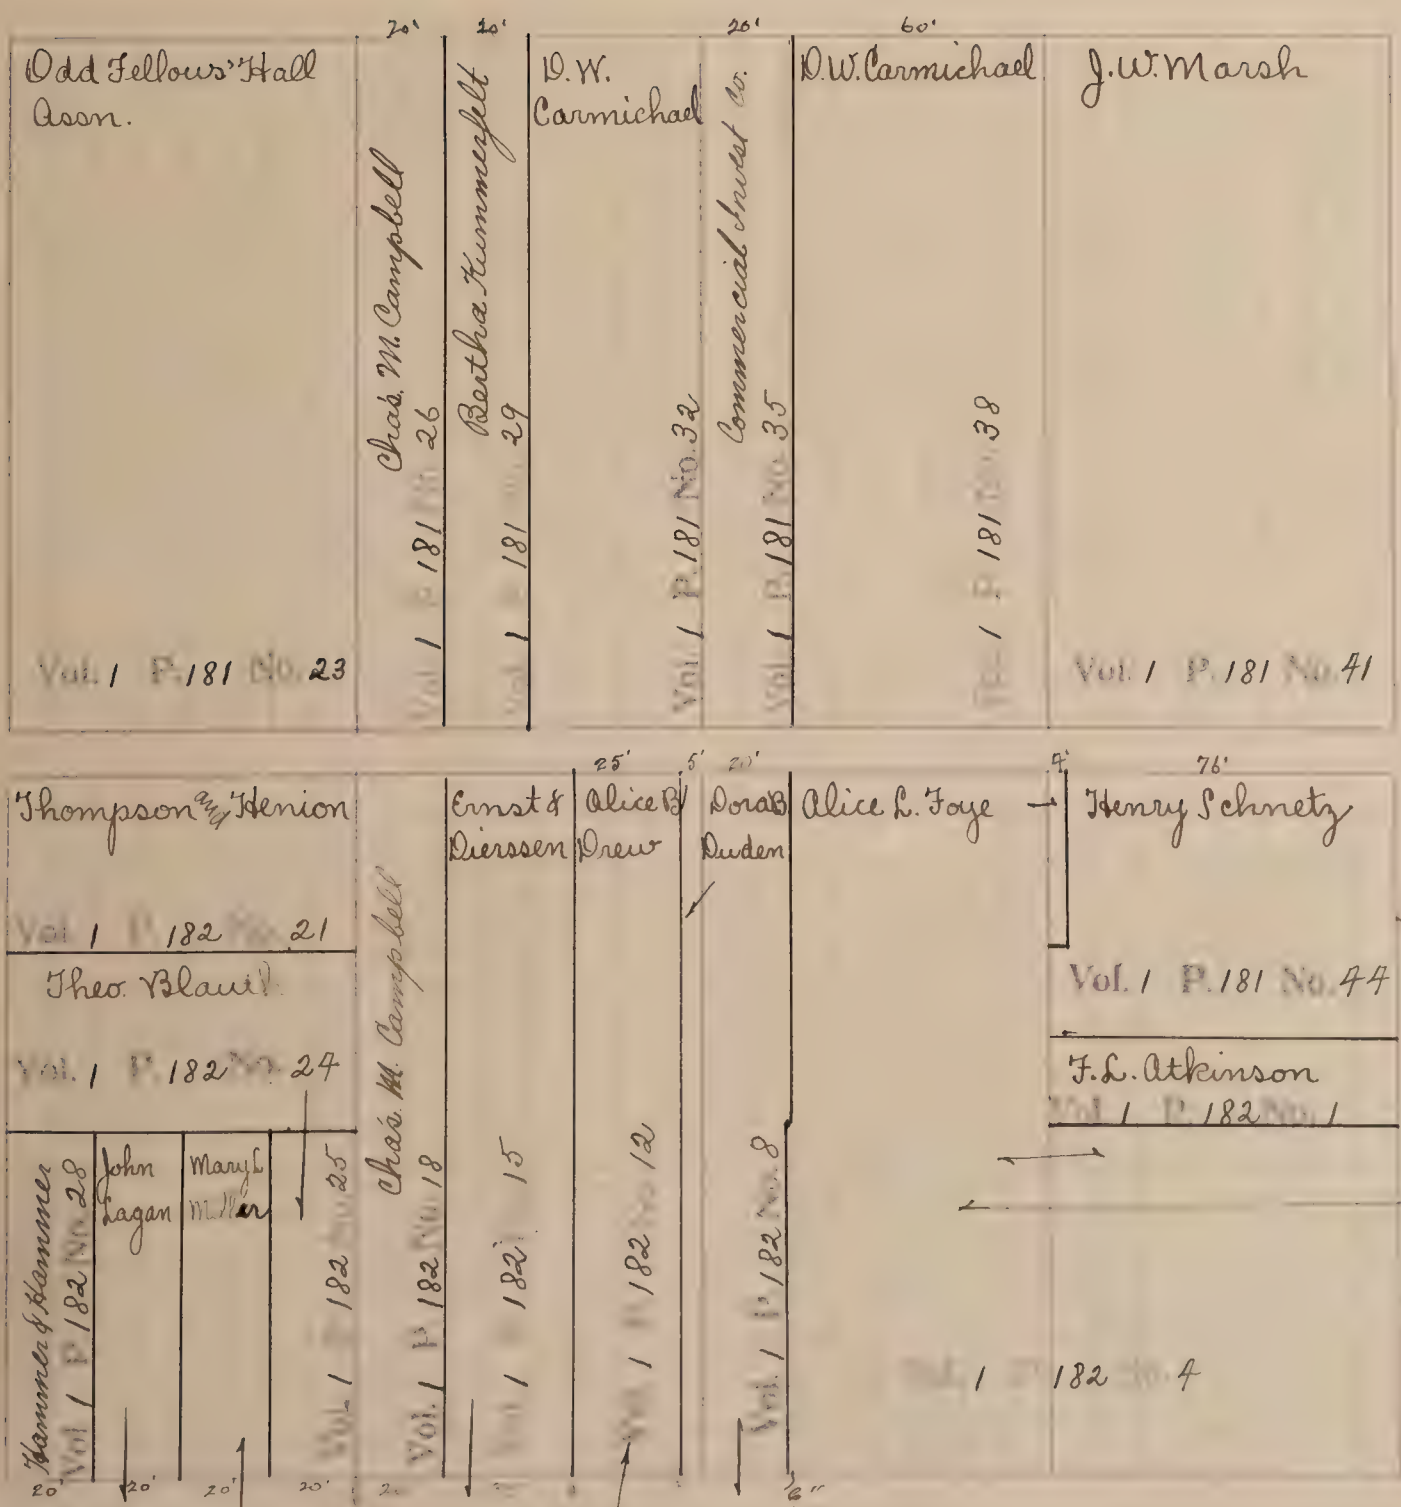 20' 20' 20' 60'
Odd Fellows' Hall
Assn.
Vol. 1 P. 181 No. 23
Chas. M. Campbell
Vol. 1 P. 181 No. 26
Bertha Kummerfelt
Vol. 1 P. 181 No. 29
D. W.
Carmichael
Vol. 1 P. 181 No. 32
Commercial Invest Co.
Vol. 1 P. 181 No. 35
D. W. Carmichael
1 P. 181 No. 38
J. W. Marsh
Vol. 1 P. 181 No. 41
25' 5' 20' 4' 76'
Thompson and Henion
Vol. 1 P. 182 No. 21
Theo. Blauth
Vol. 1 P. 182 No. 24
Hammer & Hammer
Vol. 1 P. 182 No. 28
John
Lagan
Mary L
Miller
Vol. 1 P. 182 No. 25
Chas. M. Campbell
Vol. 1 P. 182 No. 18
Ernst &
Dierssen
Vol. 1 P. 182 15
Alice B
Drew
Vol. 1 P. 182 No. 12
Dora B
Duden
Vol. 1 P. 182 No. 8
Alice L. Foye
Vol. 1 P. 182 No. 4
Henry Schnetz
Vol. 1 P. 181 No. 44
F. L. Atkinson
Vol. 1 P. 182 No. 1
20' 20' 20' 20' 6"